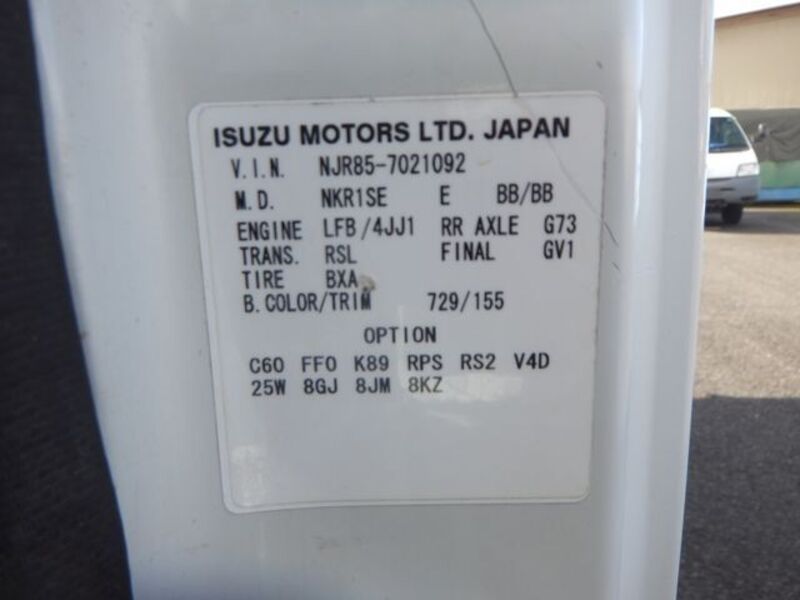 ISUZU MOTORS LTD. JAPAN
V.I.N. NJR85-7021092
M.D. NKR1SE E BB/BB
ENGINE LFB/4JJ1 RR AXLE G73
TRANS. RSL FINAL GV1
TIRE BXA
B.COLOR/TRIM 729/155
OPTION
C60 FF0 K89 RPS RS2 V4D
25W 8GJ 8JM 8KZ